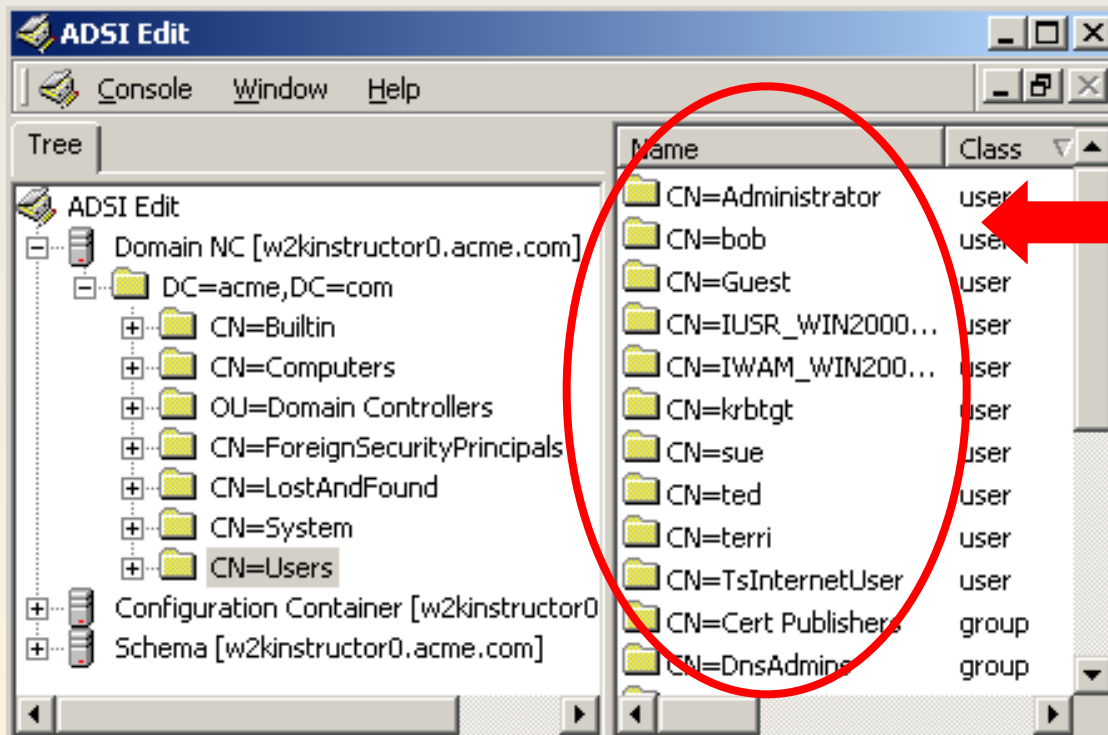 ADSI Edit
Console Window Help
Tree
ADSI Edit
Domain NC [w2kinstructor0.acme.com]
DC=acme,DC=com
CN=Builtin
CN=Computers
OU=Domain Controllers
CN=ForeignSecurityPrincipals
CN=LostAndFound
CN=System
CN=Users
Configuration Container [w2kinstructor0
Schema [w2kinstructor0.acme.com]
Name Class
CN=Administrator user
CN=bob user
CN=Guest user
CN=IUSR_WIN2000... user
CN=IWAM_WIN200... user
CN=krbtgt user
CN=sue user
CN=ted user
CN=terri user
CN=TsInternetUser user
CN=Cert Publishers group
CN=DnsAdmins group